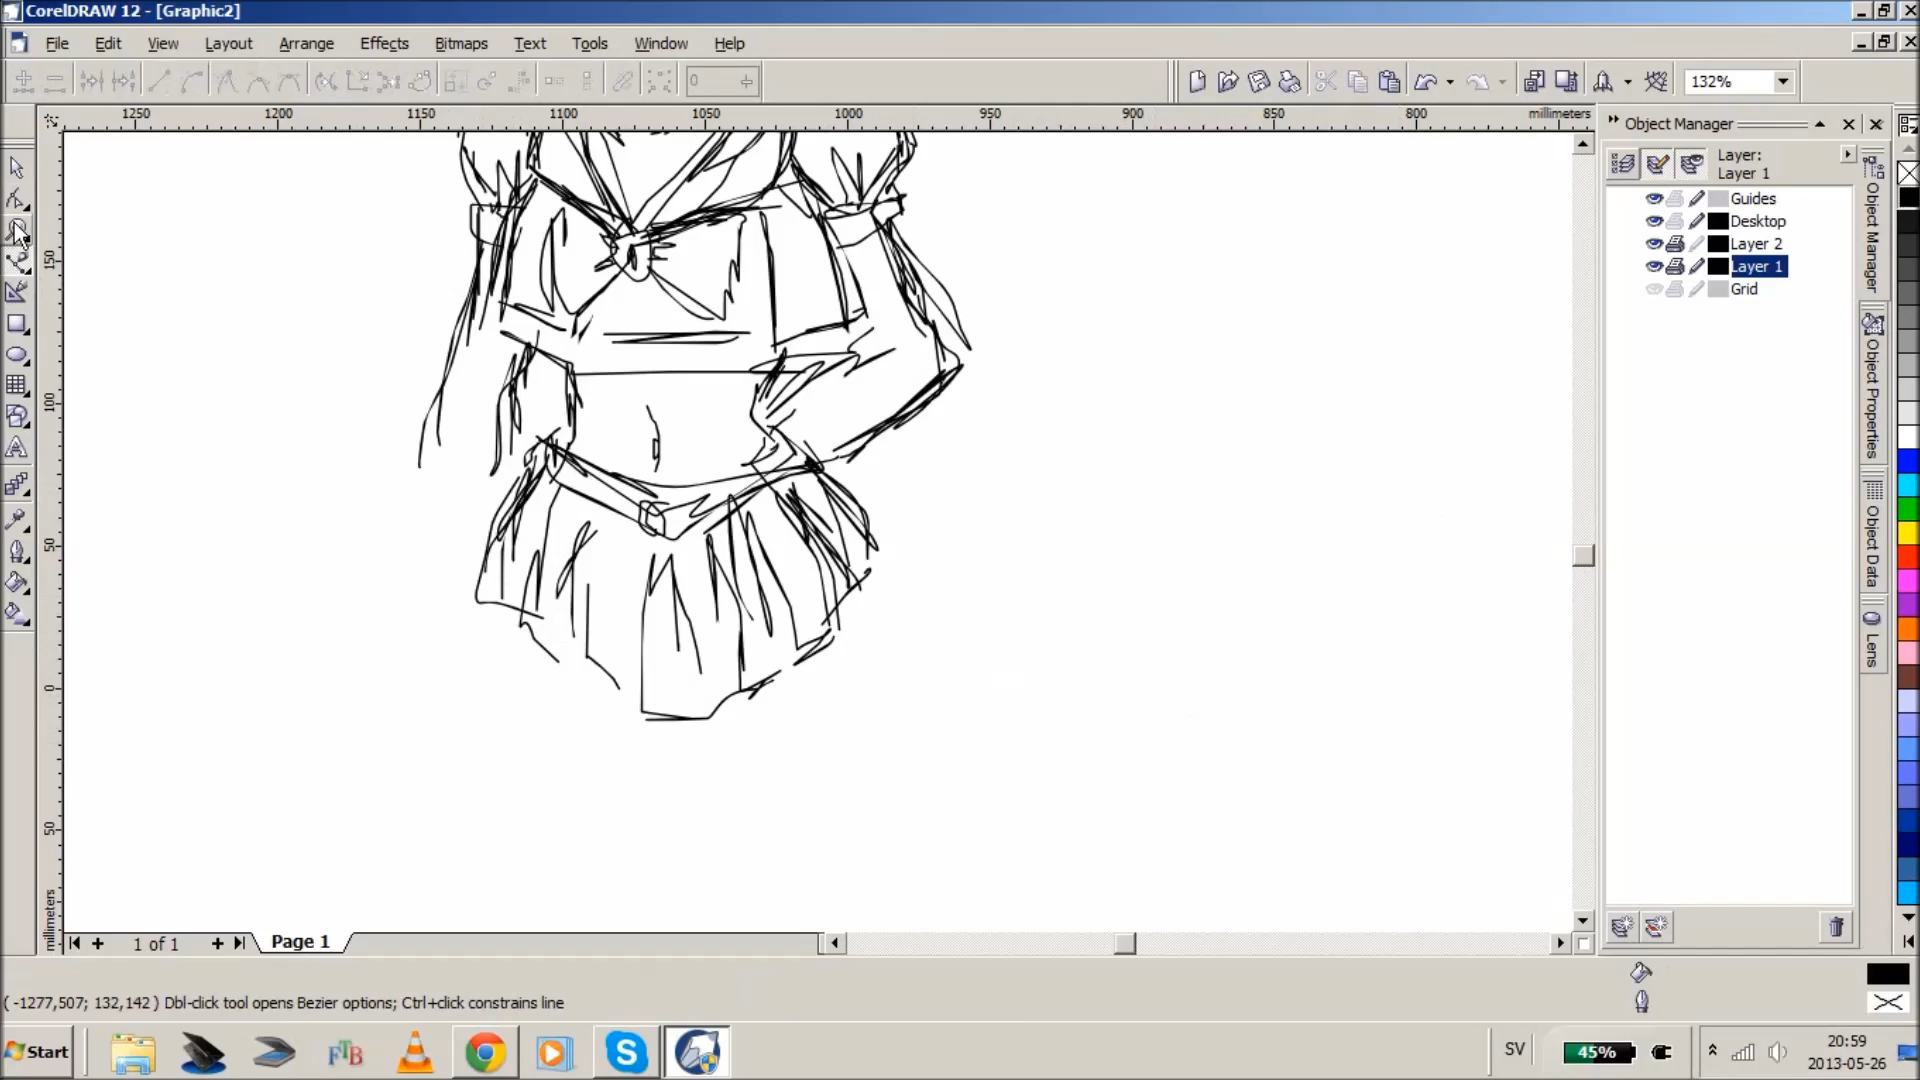 CorelDRAW 12 - [Graphic2]
File Edit View Layout Arrange Effects Bitmaps Text Tools Window Help
0
132%
1250 1200 1150 1100 1050 1000 950 900 850 800 millimeters
150
100
50
0
50
millimeters
Object Manager
Layer:
Layer 1
Guides
Desktop
Layer 2
Layer 1
Grid
Object Manager
Object Properties
Object Data
Lens
1 of 1
Page 1
( -1277,507; 132,142 ) Dbl-click tool opens Bezier options; Ctrl+click constrains line
Start
FTB
SV
45%
20:59
2013-05-26